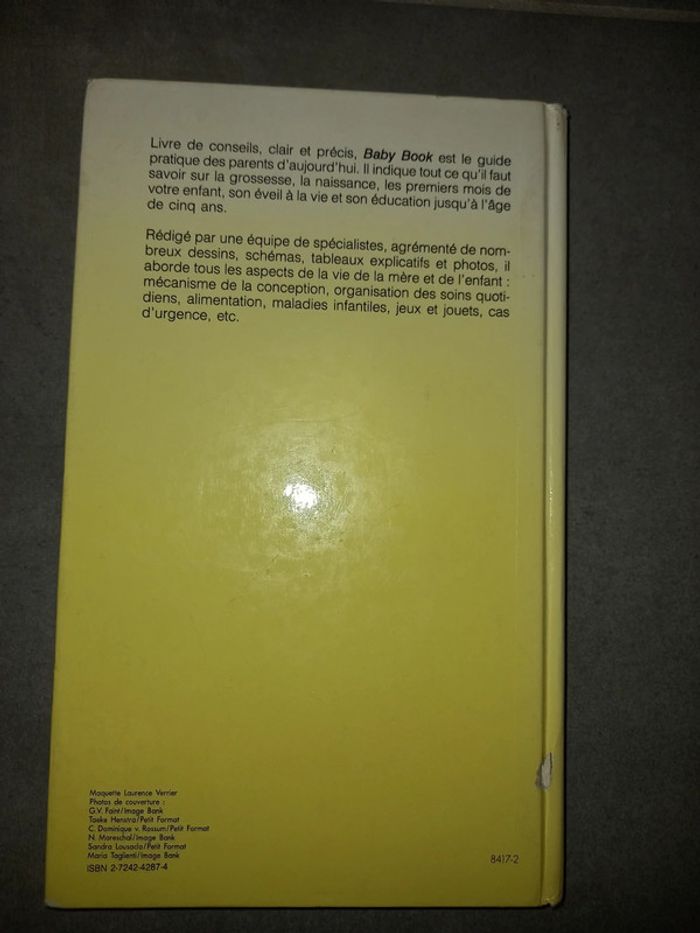 Livre de conseils, clair et précis, Baby Book est le guide
pratique des parents d'aujourd'hui. Il indique tout ce qu'il faut
savoir sur la grossesse, la naissance, les premiers mois de
votre enfant, son éveil à la vie et son éducation jusqu'à l'âge
de cinq ans.
Rédigé par une équipe de spécialistes, agrémenté de nom-
breux dessins, schémas, tableaux explicatifs et photos, il
aborde tous les aspects de la vie de la mère et de l'enfant :
mécanisme de la conception, organisation des soins quoti-
diens, alimentation, maladies infantiles, jeux et jouets, cas
d'urgence, etc.
Maquette Laurence Verrier
Photos de couverture :
G.V. Faint/Image Bank
Taeke Henstra/Petit Format
C. Dominique v. Rossum/Petit Format
N. Mareschal/Image Bank
Sandra Lousada/Petit Format
Maria Taglienti/Image Bank
ISBN 2-7242-4287-4
8417-2